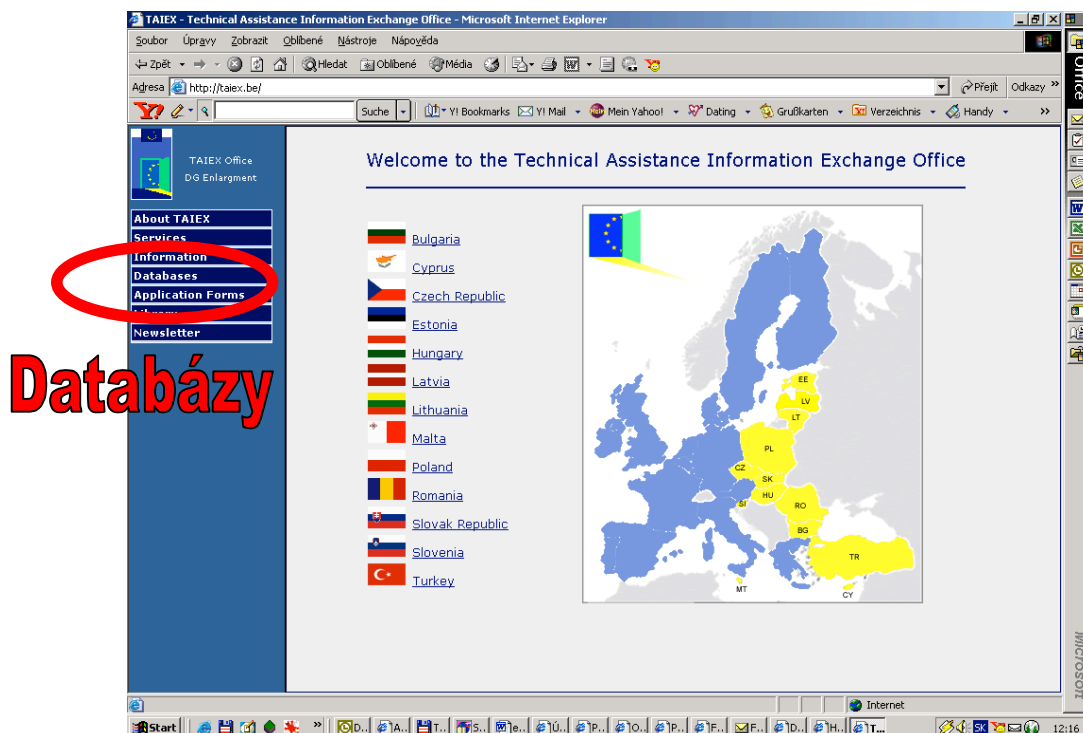 TAIEX - Technical Assistance Information Exchange Office - Microsoft Internet Explorer
Soubor Úpravy Zobrazit Oblíbené Nástroje Nápověda
Zpět Hledat Oblíbené Média
Adresa http://taiex.be/ Přejít Odkazy »
Y! Suche Y! Bookmarks Y! Mail Mein Yahoo! Dating Grußkarten Verzeichnis Handy »
TAIEX Office
DG Enlargment
Welcome to the Technical Assistance Information Exchange Office
About TAIEX
Services
Information
Databases
Application Forms
Library
Newsletter
Databázy
Bulgaria
Cyprus
Czech Republic
Estonia
Hungary
Latvia
Lithuania
Malta
Poland
Romania
Slovak Republic
Slovenia
Turkey
EE
LV
LT
PL
CZ
SK
HU
SI
RO
BG
TR
MT
CY
Office
Microsoft
Internet
Start » D.. A.. T.. S.. e.. Ú.. P.. O.. P.. F.. F.. D.. H.. T... SK 12:16